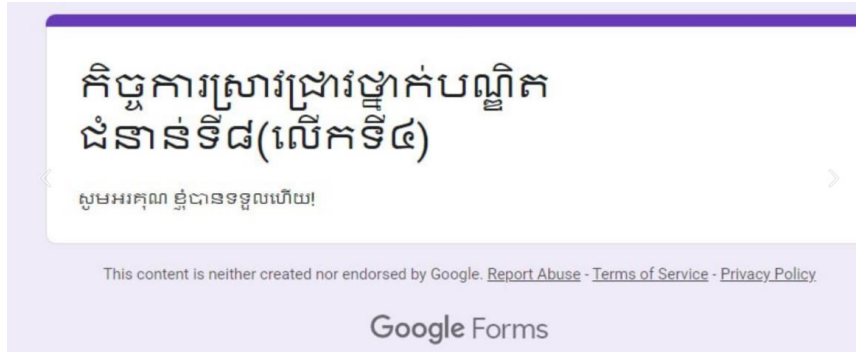 កិច្ចការស្រាវជ្រាវថ្នាក់បណ្ឌិត
ជំនាន់ទី៨(លើកទី៤)
សូមអរគុណ ខ្ញុំបានទទួលហើយ!
This content is neither created nor endorsed by Google. Report Abuse - Terms of Service - Privacy Policy
Google Forms